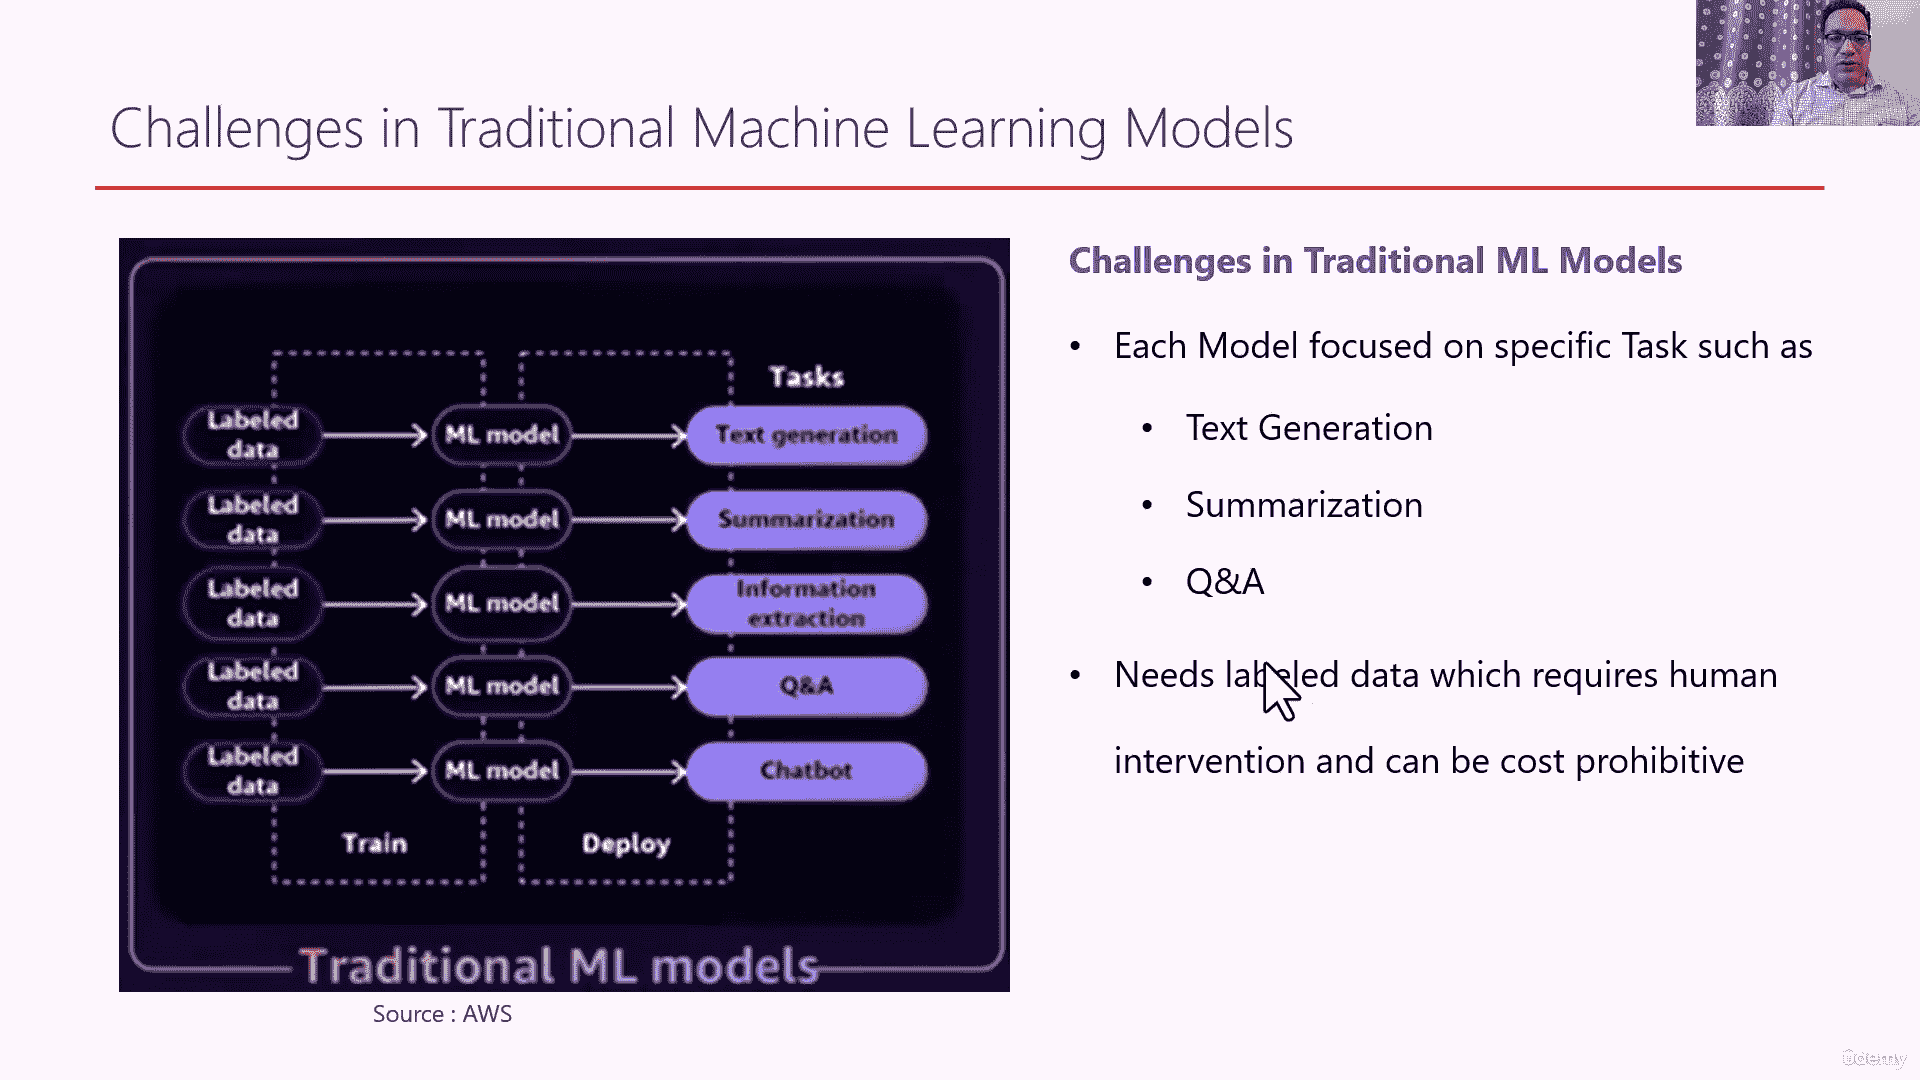 Challenges in Traditional Machine Learning Models
Tasks
Labeled
data
ML model
Text generation
Labeled
data
ML model
Summarization
Labeled
data
ML model
Information
extraction
Labeled
data
ML model
Q&A
Labeled
data
ML model
Chatbot
Train
Deploy
Traditional ML models
Source : AWS
Challenges in Traditional ML Models
• Each Model focused on specific Task such as
• Text Generation
• Summarization
• Q&A
• Needs labeled data which requires human
intervention and can be cost prohibitive
Udemy